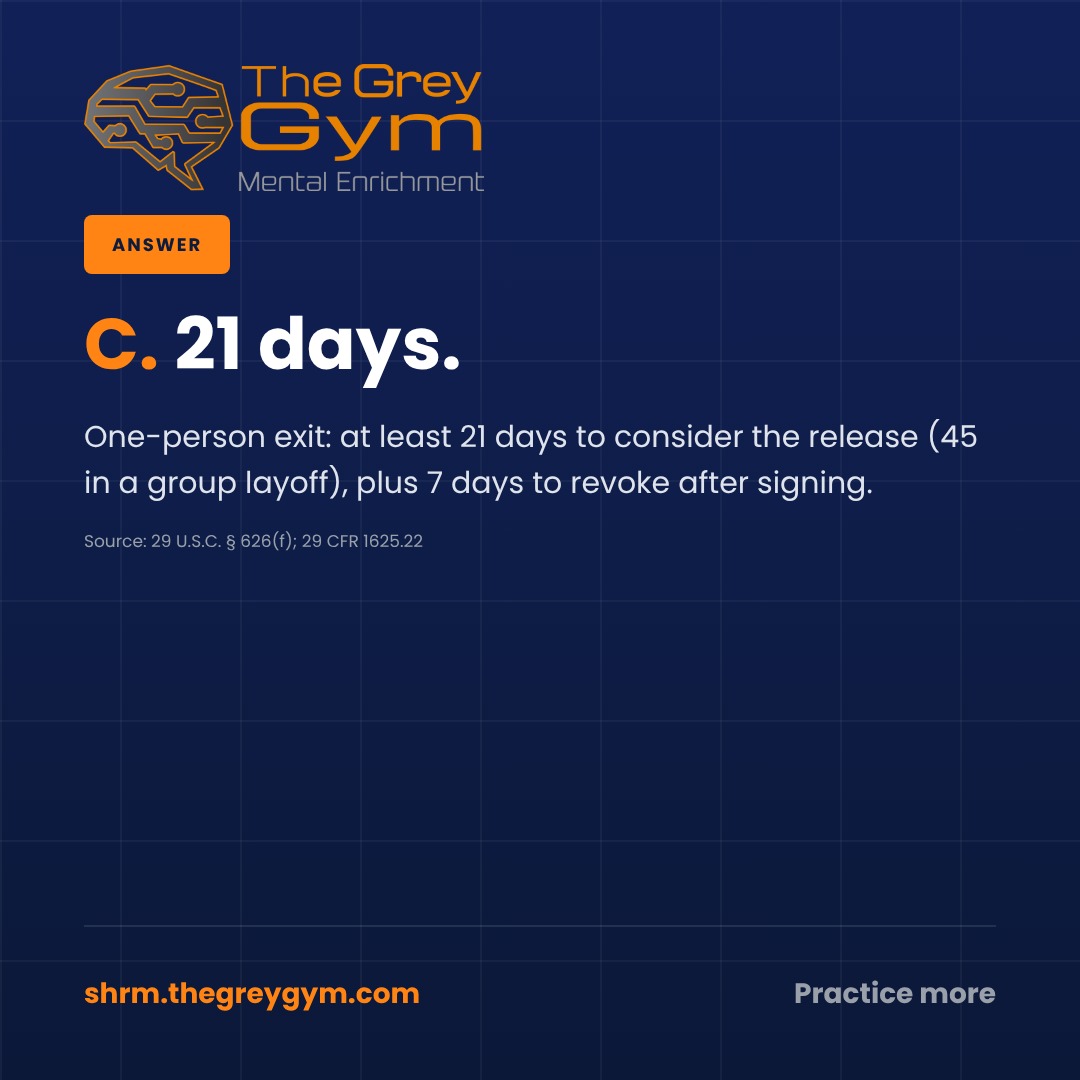 The Grey
Gym
Mental Enrichment
ANSWER
C. 21 days.
One-person exit: at least 21 days to consider the release (45
in a group layoff), plus 7 days to revoke after signing.
Source: 29 U.S.C. § 626(f); 29 CFR 1625.22
shrm.thegreygym.com
Practice more